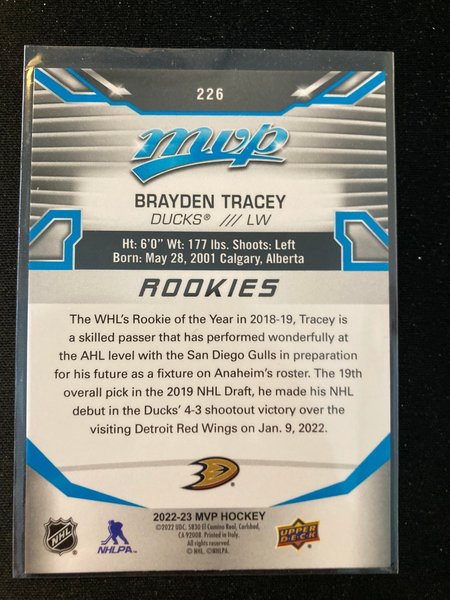 226
mvp
BRAYDEN TRACEY
DUCKS® /// LW
Ht: 6'0" Wt: 177 lbs. Shoots: Left
Born: May 28, 2001 Calgary, Alberta
ROOKIES
The WHL's Rookie of the Year in 2018-19, Tracey is
a skilled passer that has performed wonderfully at
the AHL level with the San Diego Gulls in preparation
for his future as a fixture on Anaheim's roster. The 19th
overall pick in the 2019 NHL Draft, he made his NHL
debut in the Ducks' 4-3 shootout victory over the
visiting Detroit Red Wings on Jan. 9, 2022.
2022-23 MVP HOCKEY
©2022 UDC, 5830 El Camino Real, Carlsbad,
CA 92008. Printed in Italy.
All rights reserved.
© NHL. ©NHLPA.
NHL
NHLPA
UPPER
DECK